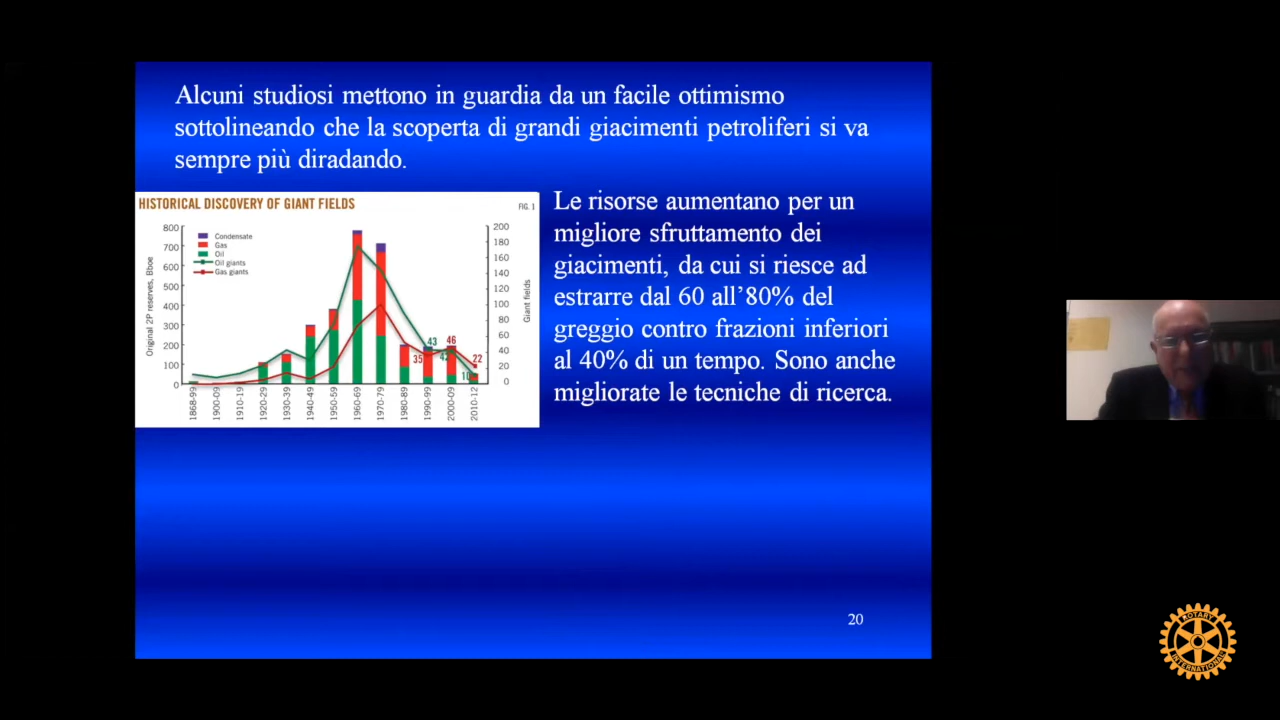 Alcuni studiosi mettono in guardia da un facile ottimismo
sottolineando che la scoperta di grandi giacimenti petroliferi si va
sempre più diradando.
HISTORICAL DISCOVERY OF GIANT FIELDS
FIG. 1
Original 2P reserves, Bboe
800
700
600
500
400
300
200
100
0
Condensate
Gas
Oil
Oil giants
Gas giants
35
43
42
46
10
22
200
180
160
140
120
100
80
60
40
20
0
Giant fields
1868-99
1900-09
1910-19
1920-29
1930-39
1940-49
1950-59
1960-69
1970-79
1980-89
1990-99
2000-09
2010-12
Le risorse aumentano per un
migliore sfruttamento dei
giacimenti, da cui si riesce ad
estrarre dal 60 all’80% del
greggio contro frazioni inferiori
al 40% di un tempo. Sono anche
migliorate le tecniche di ricerca.
20
ROTARY
INTERNATIONAL